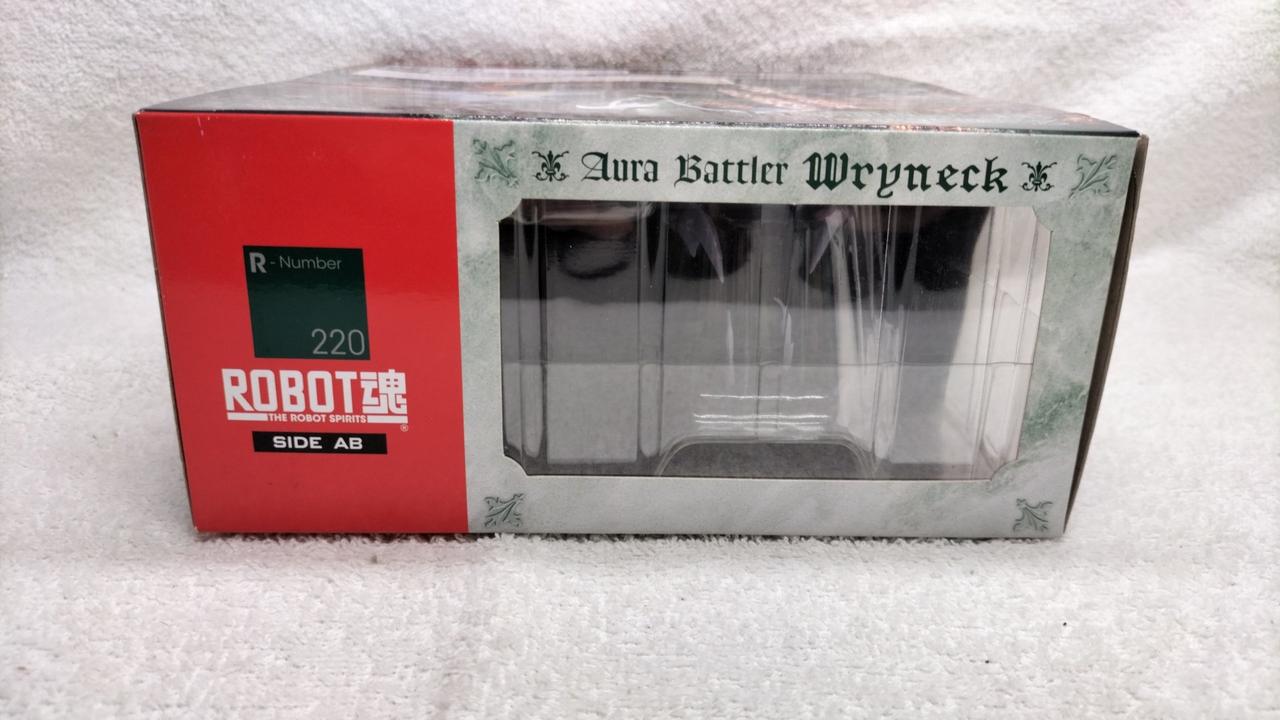 R - Number
220
ROBOT魂
THE ROBOT SPIRITS
®
SIDE AB
Aura Battler Wryneck